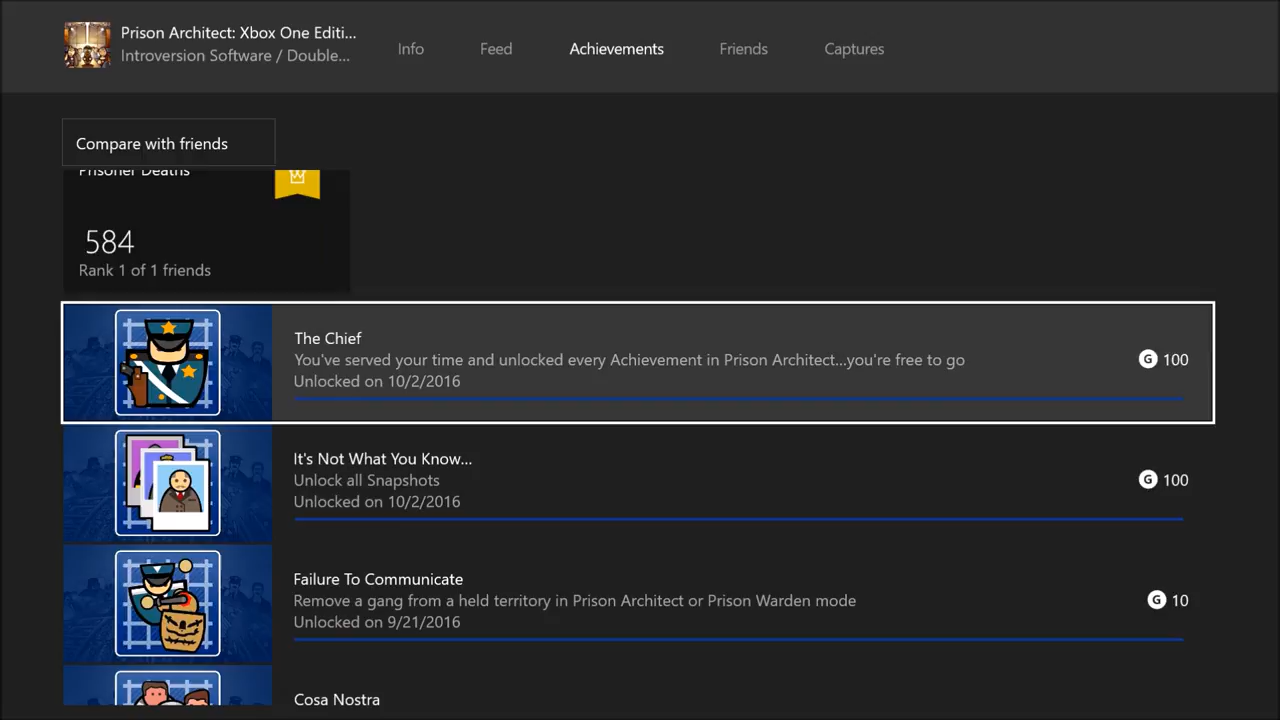 Prison Architect: Xbox One Editi...
Introversion Software / Double...
Info
Feed
Achievements
Friends
Captures
Compare with friends
Prisoner Deaths
584
Rank 1 of 1 friends
The Chief
You've served your time and unlocked every Achievement in Prison Architect...you're free to go
Unlocked on 10/2/2016
G 100
It's Not What You Know...
Unlock all Snapshots
Unlocked on 10/2/2016
G 100
Failure To Communicate
Remove a gang from a held territory in Prison Architect or Prison Warden mode
Unlocked on 9/21/2016
G 10
Cosa Nostra